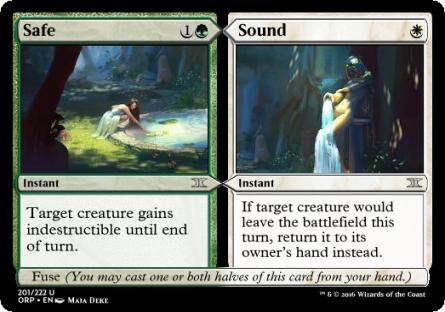 Safe 1
Sound
Instant
Instant
Target creature gains
indestructible until end
of turn.
If target creature would
leave the battlefield this
turn, return it to its
owner's hand instead.
Fuse (You may cast one or both halves of this card from your hand.)
201/222 U
ORP • EN Maja Deke
™ & © 2016 Wizards of the Coast